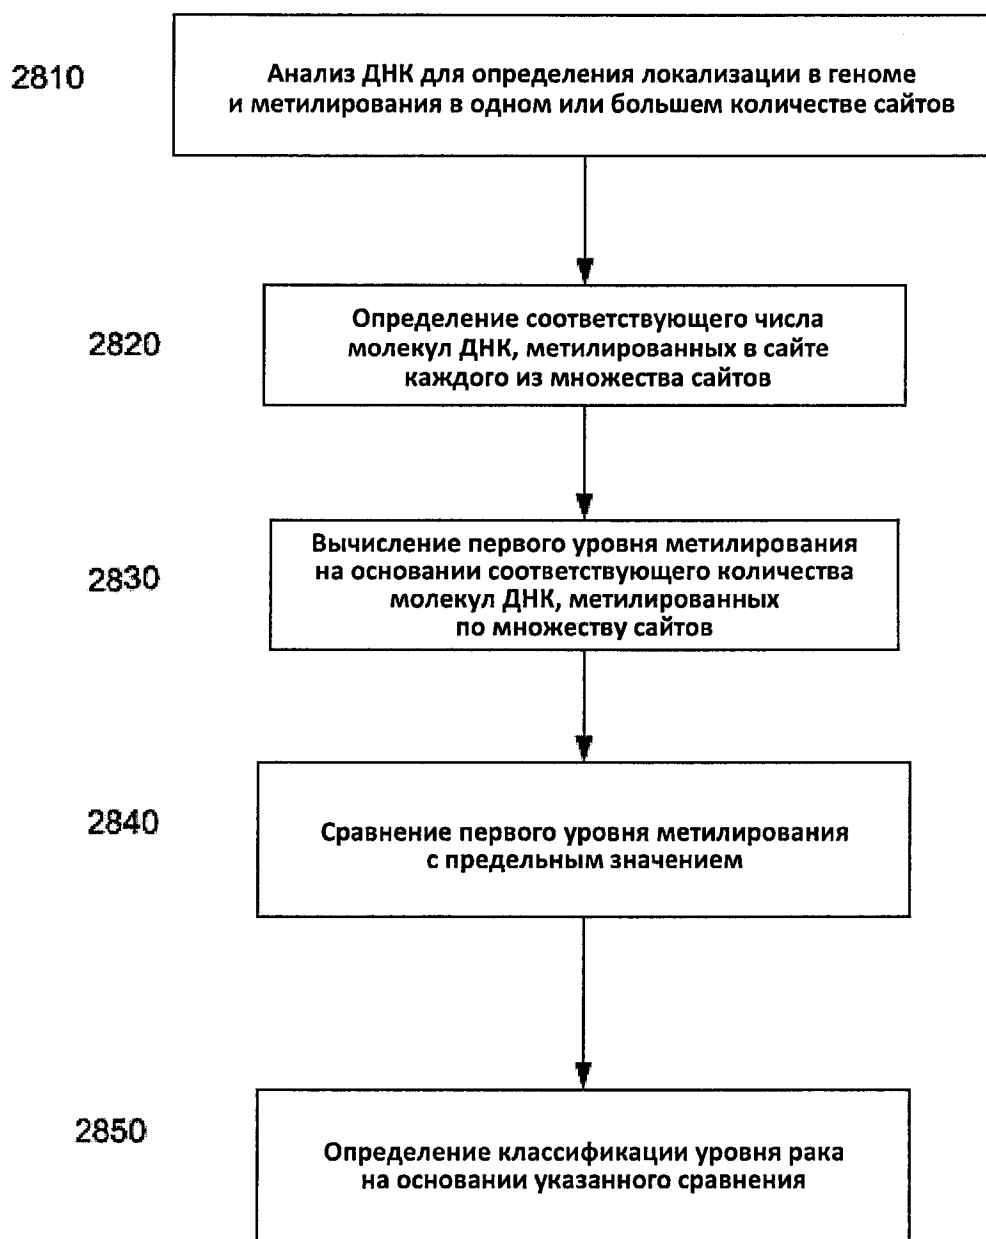 2810
Анализ ДНК для определения локализации в геноме
и метилирования в одном или большем количестве сайтов
2820
Определение соответствующего числа
молекул ДНК, метилированных в сайте
каждого из множества сайтов
2830
Вычисление первого уровня метилирования
на основании соответствующего количества
молекул ДНК, метилированных
по множеству сайтов
2840
Сравнение первого уровня метилирования
с предельным значением
2850
Определение классификации уровня рака
на основании указанного сравнения